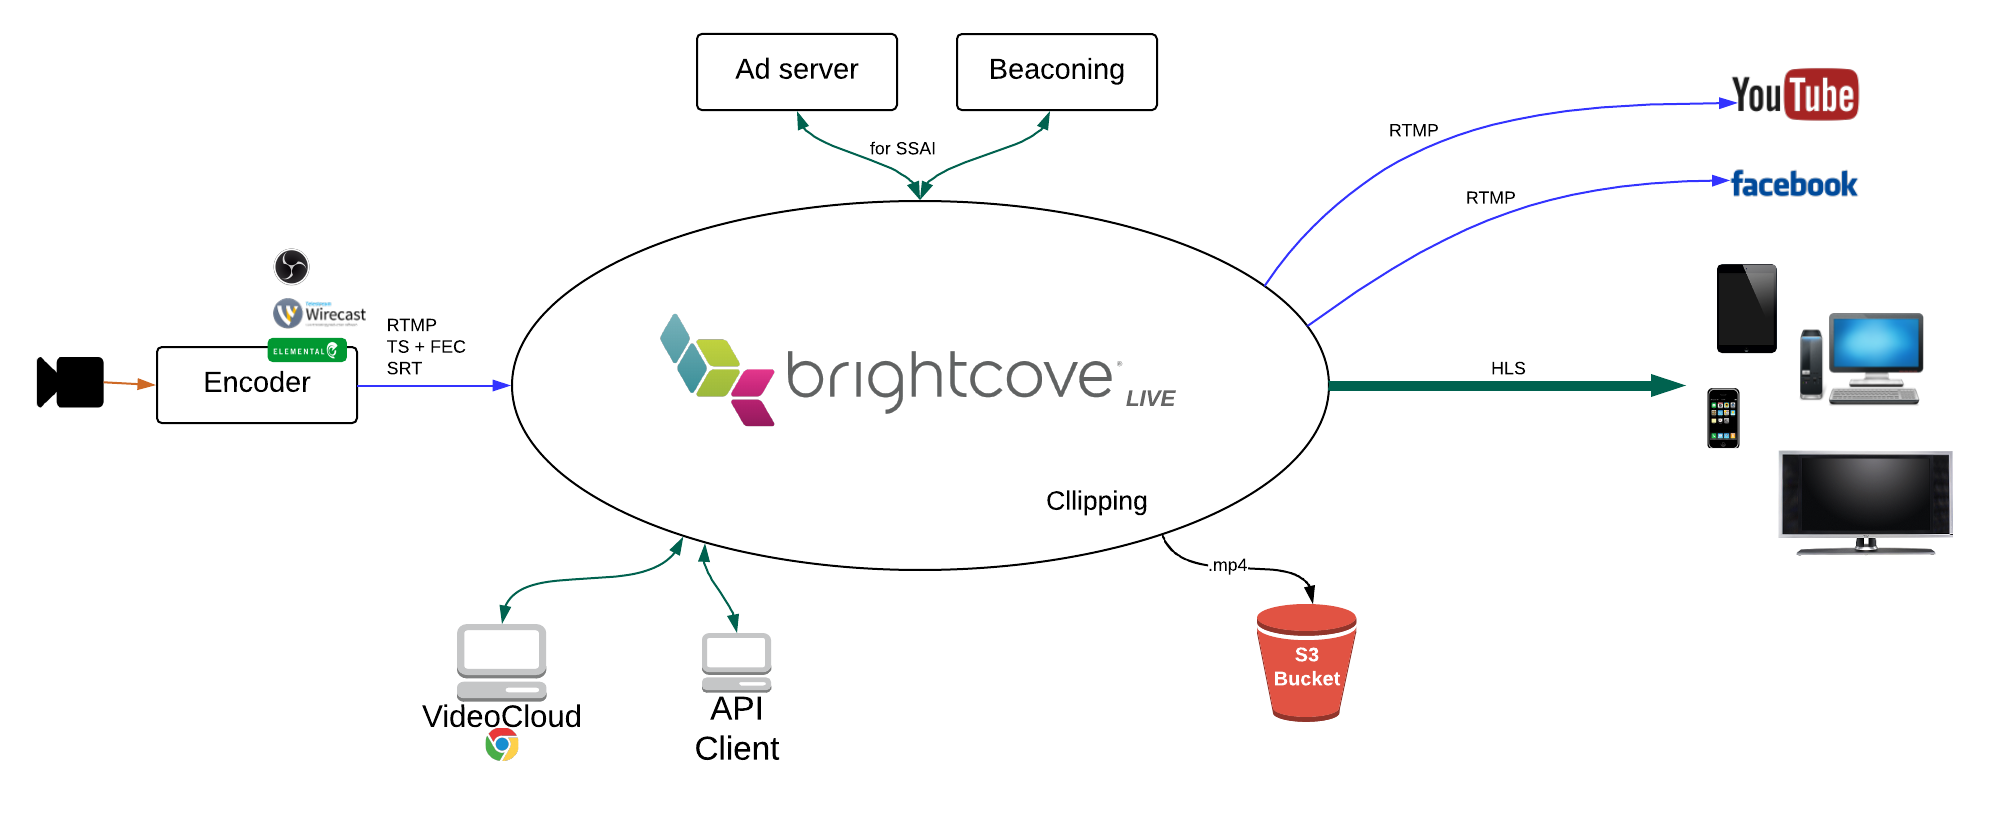 Ad server
Beaconing
for SSAI
YouTube
RTMP
facebook
RTMP
Wirecast
RTMP
TS + FEC
SRT
ELEMENTAL
Encoder
brightcove
LIVE
HLS
Cllipping
.mp4
S3
Bucket
VideoCloud
API
Client